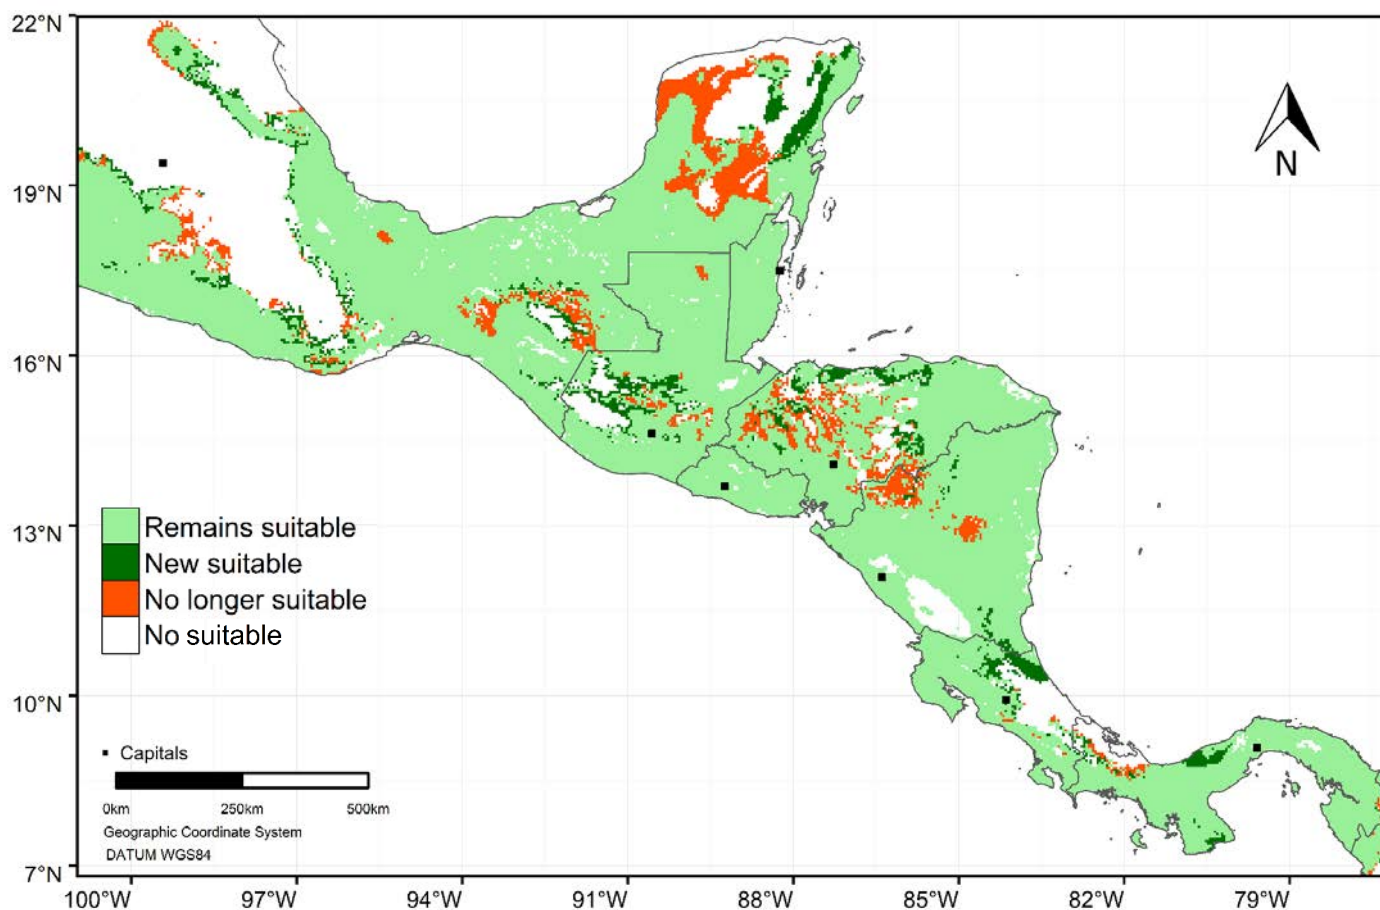 22°N
19°N
16°N
13°N
10°N
7°N
N
Remains suitable
New suitable
No longer suitable
No suitable
Capitals
0km 250km 500km
Geographic Coordinate System
DATUM WGS84
100°W 97°W 94°W 91°W 88°W 85°W 82°W 79°W